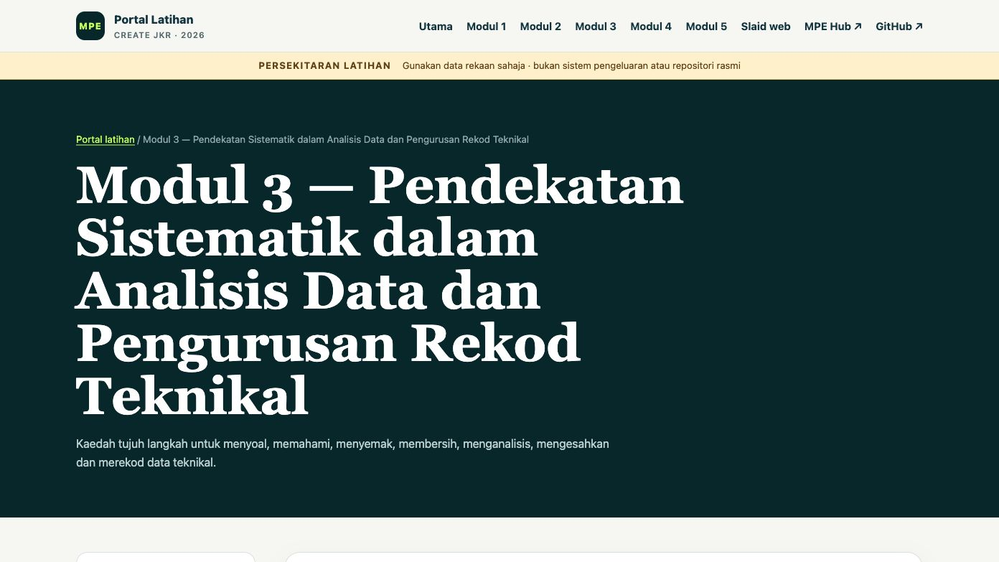 MPE
Portal Latihan
CREATE JKR · 2026
Utama Modul 1 Modul 2 Modul 3 Modul 4 Modul 5 Slaid web MPE Hub ↗ GitHub ↗
PERSEKITARAN LATIHAN Gunakan data rekaan sahaja · bukan sistem pengeluaran atau repositori rasmi
Portal latihan / Modul 3 — Pendekatan Sistematik dalam Analisis Data dan Pengurusan Rekod Teknikal
Modul 3 — Pendekatan
Sistematik dalam
Analisis Data dan
Pengurusan Rekod
Teknikal
Kaedah tujuh langkah untuk menyoal, memahami, menyemak, membersih, menganalisis, mengesahkan
dan merekod data teknikal.